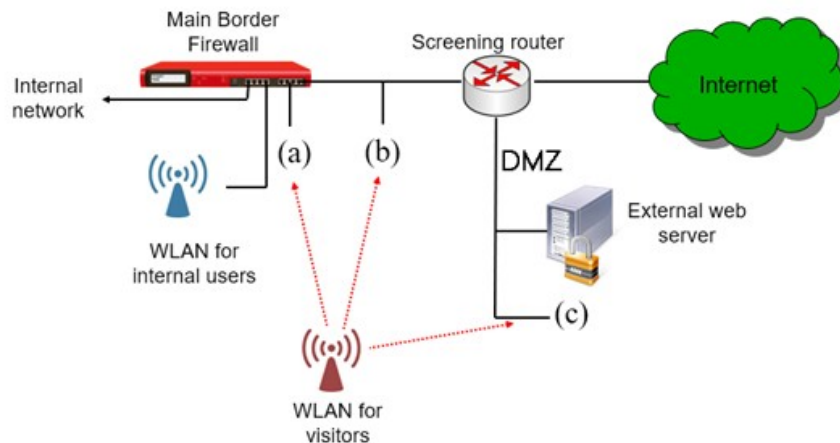 Main Border
Firewall
Screening router
Internal
network
Internet
(a)
(b)
DMZ
WLAN for
internal users
External web
server
(c)
WLAN for
visitors